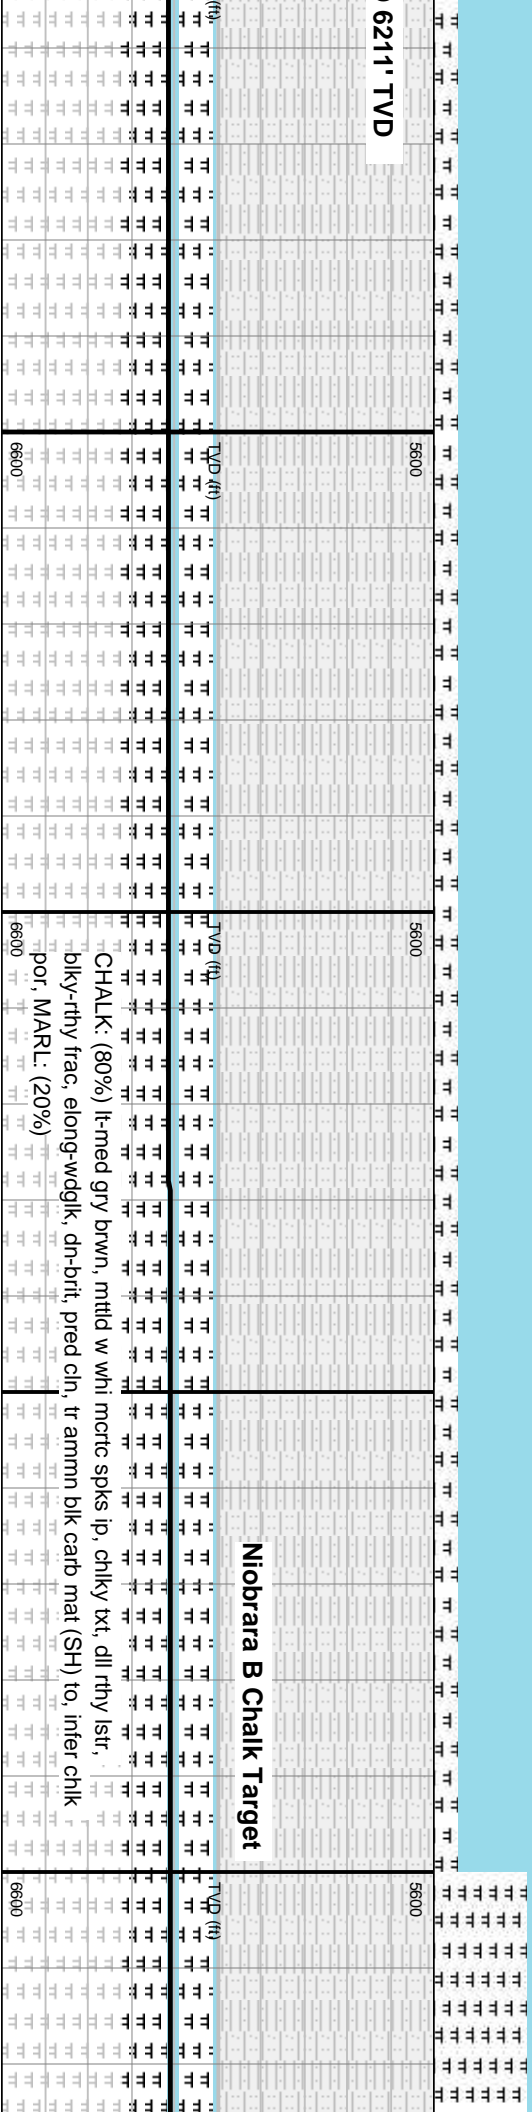 6211' TVD
(ft)
5600
TVD (ft)
6600
5600
TVD (ft)
6600
CHALK: (80%) lt-med gry brwn, mttld w whi mcrtc spks ip, chlky txt, dll rthy lstr,
blky-rthy frac, elong-wdglk, dn-brit, pred cln, tr ammn blk carb mat (SH) to, infer chlk
por, MARL: (20%)
Niobrara B Chalk Target
5600
TVD (ft)
6600